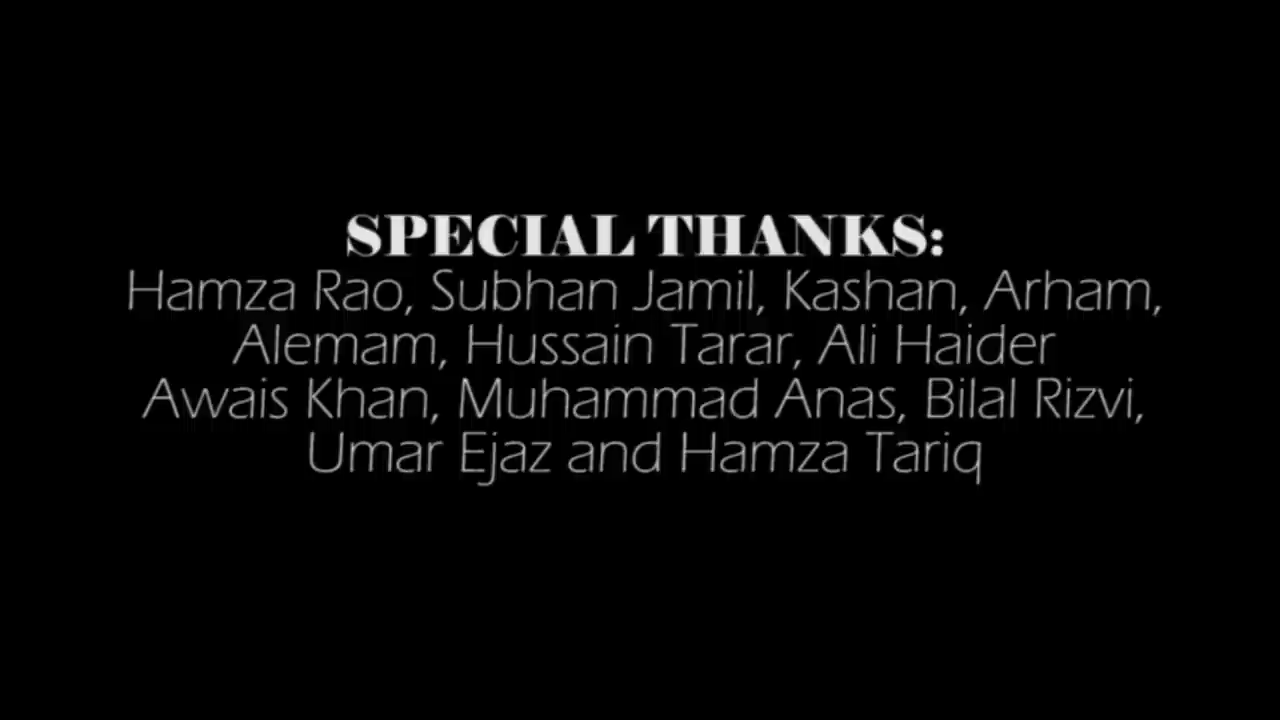 SPECIAL THANKS:
Hamza Rao, Subhan Jamil, Kashan, Arham,
Alemam, Hussain Tarar, Ali Haider
Awais Khan, Muhammad Anas, Bilal Rizvi,
Umar Ejaz and Hamza Tariq